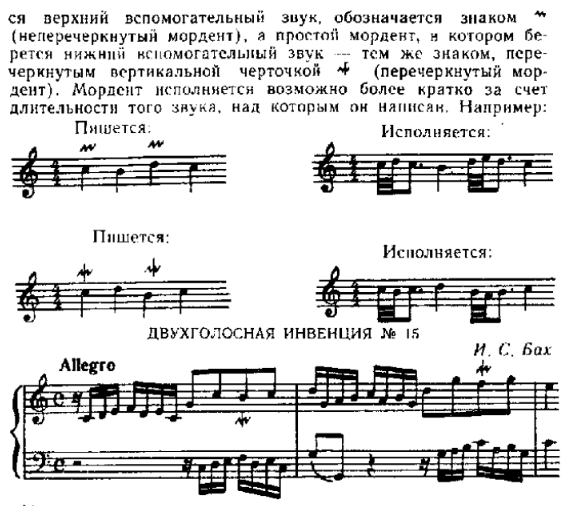 ся верхний вспомогательный звук, обозначается знаком
(неперечеркнутый мордент), а простой мордент, в котором бе-
рется нижний вспомогательный звук — тем же знаком, пере-
черкнутым вертикальной черточкой (перечеркнутый мор-
дент). Мордент исполняется возможно более кратко за счет
длительности того звука, над которым он написан. Например:
Пишется: Исполняется:
Пишется: Исполняется:
ДВУХГОЛОСНАЯ ИНВЕНЦИЯ № 15
И. С. Бах
Allegro